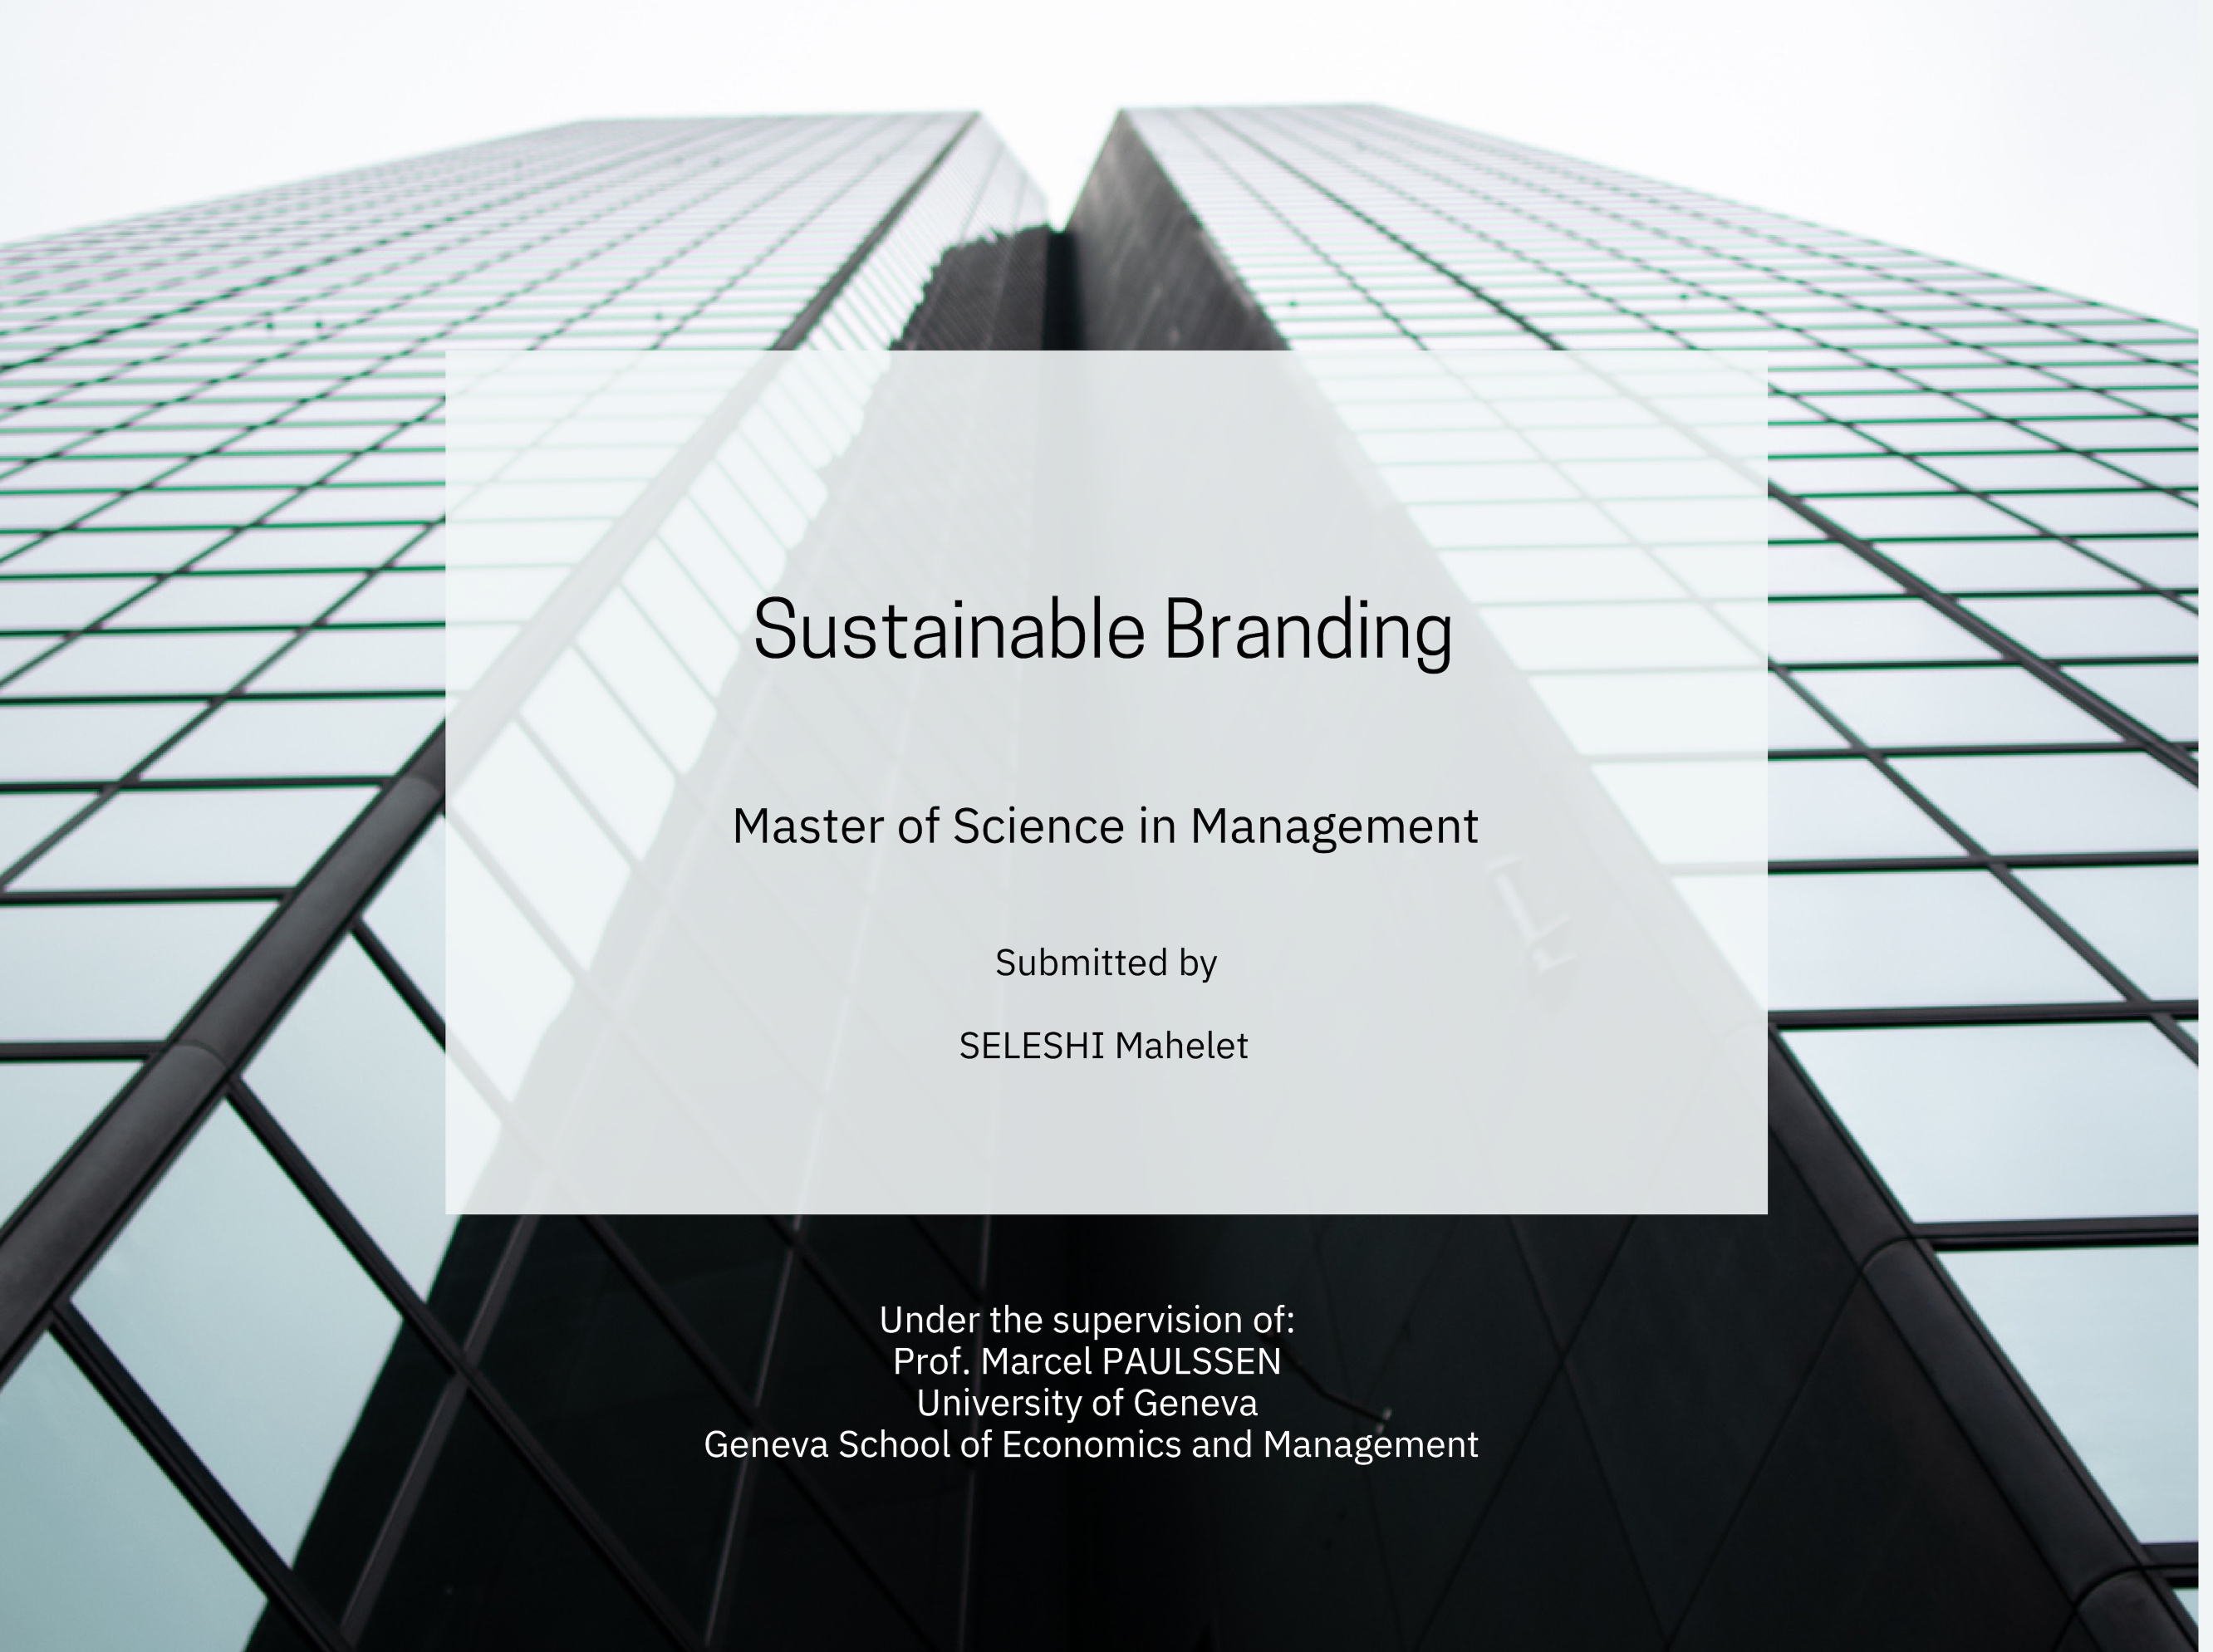 Sustainable Branding
Master of Science in Management
Submitted by
SELESHI Mahelet
Under the supervision of:
Prof. Marcel PAULSSEN
University of Geneva
Geneva School of Economics and Management